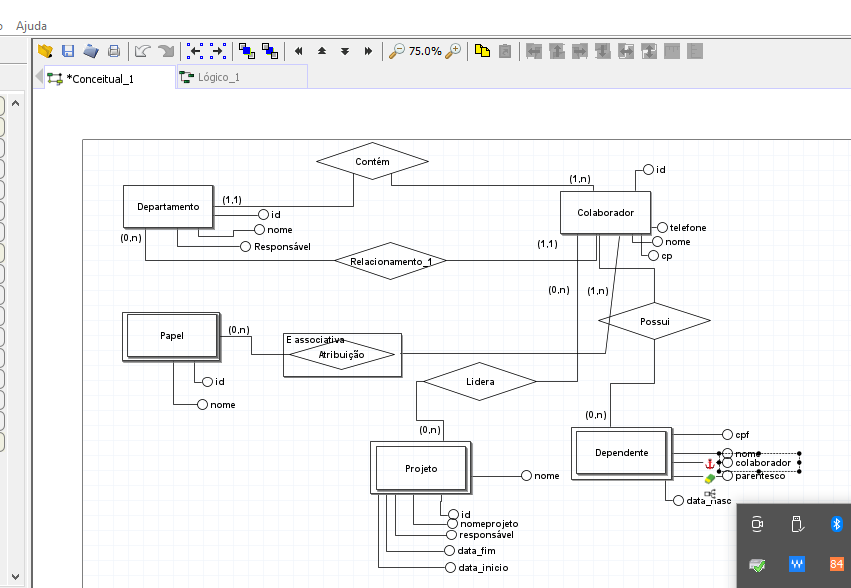 Ajuda
75.0%
*Conceitual_1
Lógico_1
Contém
(1,n)
id
Departamento
(1,1)
Colaborador
id
telefone
nome
(0,n)
nome
Responsável
(1,1)
cp
Relacionamento_1
(0,n)
(1,n)
Possui
Papel
(0,n)
E associativa
Atribuição
id
Lidera
nome
(0,n)
(0,n)
cpf
Dependente
nome
colaborador
Projeto
nome
parentesco
data_nasc
id
nomeprojeto
responsável
data_fim
data_inicio
84